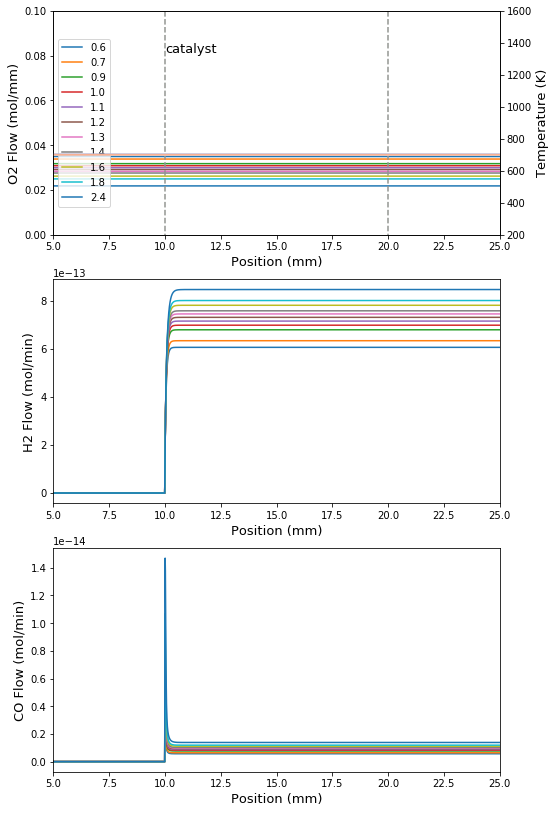 0.10
0.08
0.06
0.04
0.02
0.00
O2 Flow (mol/mm)
catalyst
0.6
0.7
0.9
1.0
1.1
1.2
1.3
1.4
1.6
1.8
2.4
1600
1400
1200
1000
800
600
400
200
Temperature (K)
5.0 7.5 10.0 12.5 15.0 17.5 20.0 22.5 25.0
Position (mm)
1e−13
8
6
4
2
0
H2 Flow (mol/min)
5.0 7.5 10.0 12.5 15.0 17.5 20.0 22.5 25.0
Position (mm)
1e−14
1.4
1.2
1.0
0.8
0.6
0.4
0.2
0.0
CO Flow (mol/min)
5.0 7.5 10.0 12.5 15.0 17.5 20.0 22.5 25.0
Position (mm)